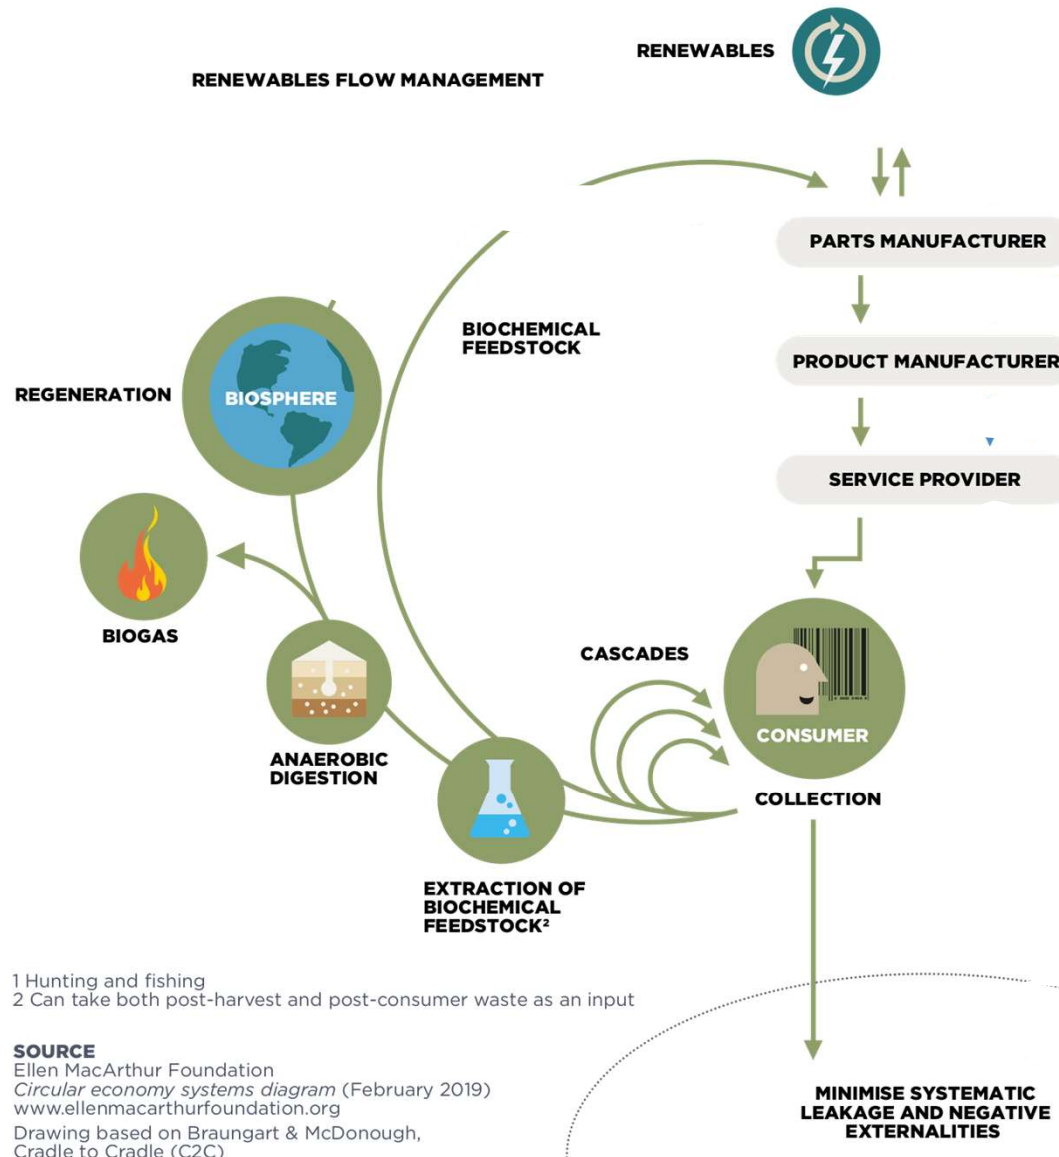 RENEWABLES
RENEWABLES FLOW MANAGEMENT
PARTS MANUFACTURER
BIOCHEMICAL
FEEDSTOCK
PRODUCT MANUFACTURER
REGENERATION
BIOSPHERE
SERVICE PROVIDER
BIOGAS
CASCADES
CONSUMER
ANAEROBIC
DIGESTION
COLLECTION
EXTRACTION OF
BIOCHEMICAL
FEEDSTOCK²
1 Hunting and fishing
2 Can take both post-harvest and post-consumer waste as an input
SOURCE
Ellen MacArthur Foundation
Circular economy systems diagram (February 2019)
www.ellenmacarthurfoundation.org
Drawing based on Braungart & McDonough,
Cradle to Cradle (C2C)
MINIMISE SYSTEMATIC
LEAKAGE AND NEGATIVE
EXTERNALITIES